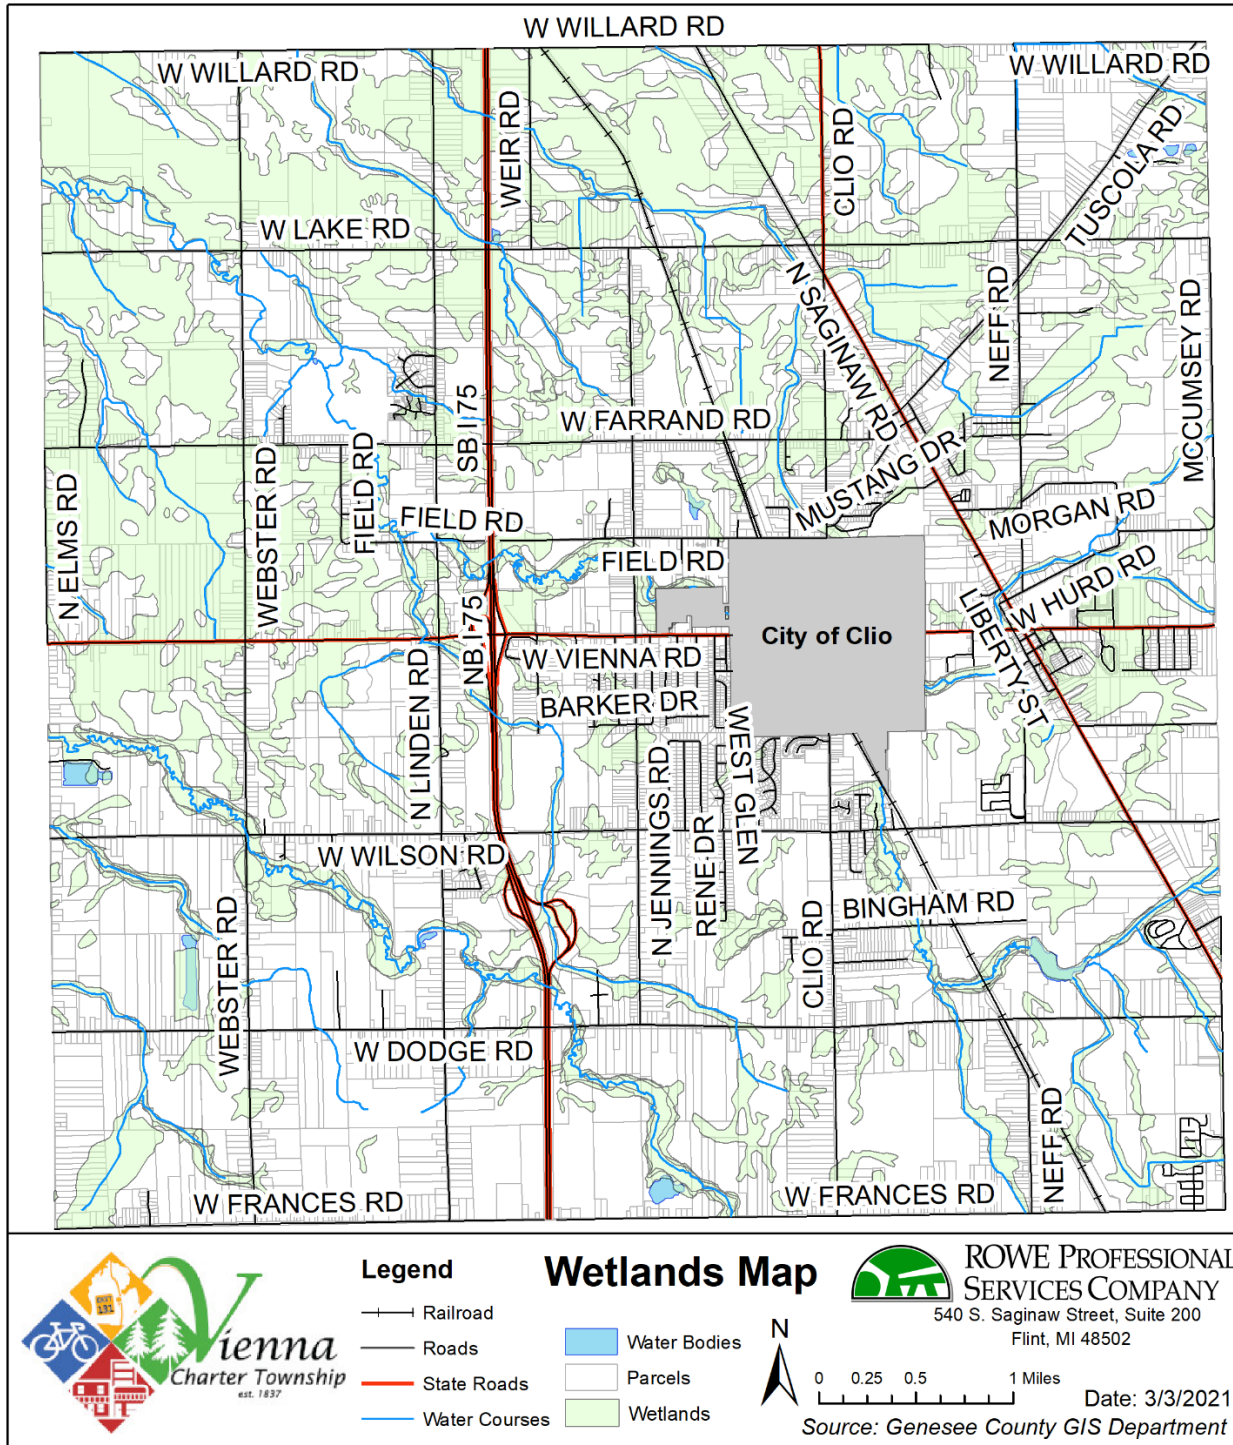 W WILLARD RD
W WILLARD RD
W WILLARD RD
WEIR RD
CLIO RD
TUSCOLA RD
W LAKE RD
N SAGINAW RD
NEFF RD
MCCUMSEY RD
SB I 75
W FARRAND RD
N ELMS RD
WEBSTER RD
FIELD RD
FIELD RD
MUSTANG DR
MORGAN RD
FIELD RD
W HURD RD
NB I 75
LIBERTY ST
City of Clio
W VIENNA RD
N LINDEN RD
BARKER DR
WEST GLEN
N JENNINGS RD
RENE DR
W WILSON RD
WEBSTER RD
CLIO RD
BINGHAM RD
W DODGE RD
NEFF RD
W FRANCES RD
W FRANCES RD
EXIT
131
Vienna
Charter Township
est. 1837
Legend
Railroad
Roads
State Roads
Water Courses
Wetlands Map
Water Bodies
Parcels
Wetlands
N
ROWE PROFESSIONAL
SERVICES COMPANY
540 S. Saginaw Street, Suite 200
Flint, MI 48502
0 0.25 0.5 1 Miles
Date: 3/3/2021
Source: Genesee County GIS Department